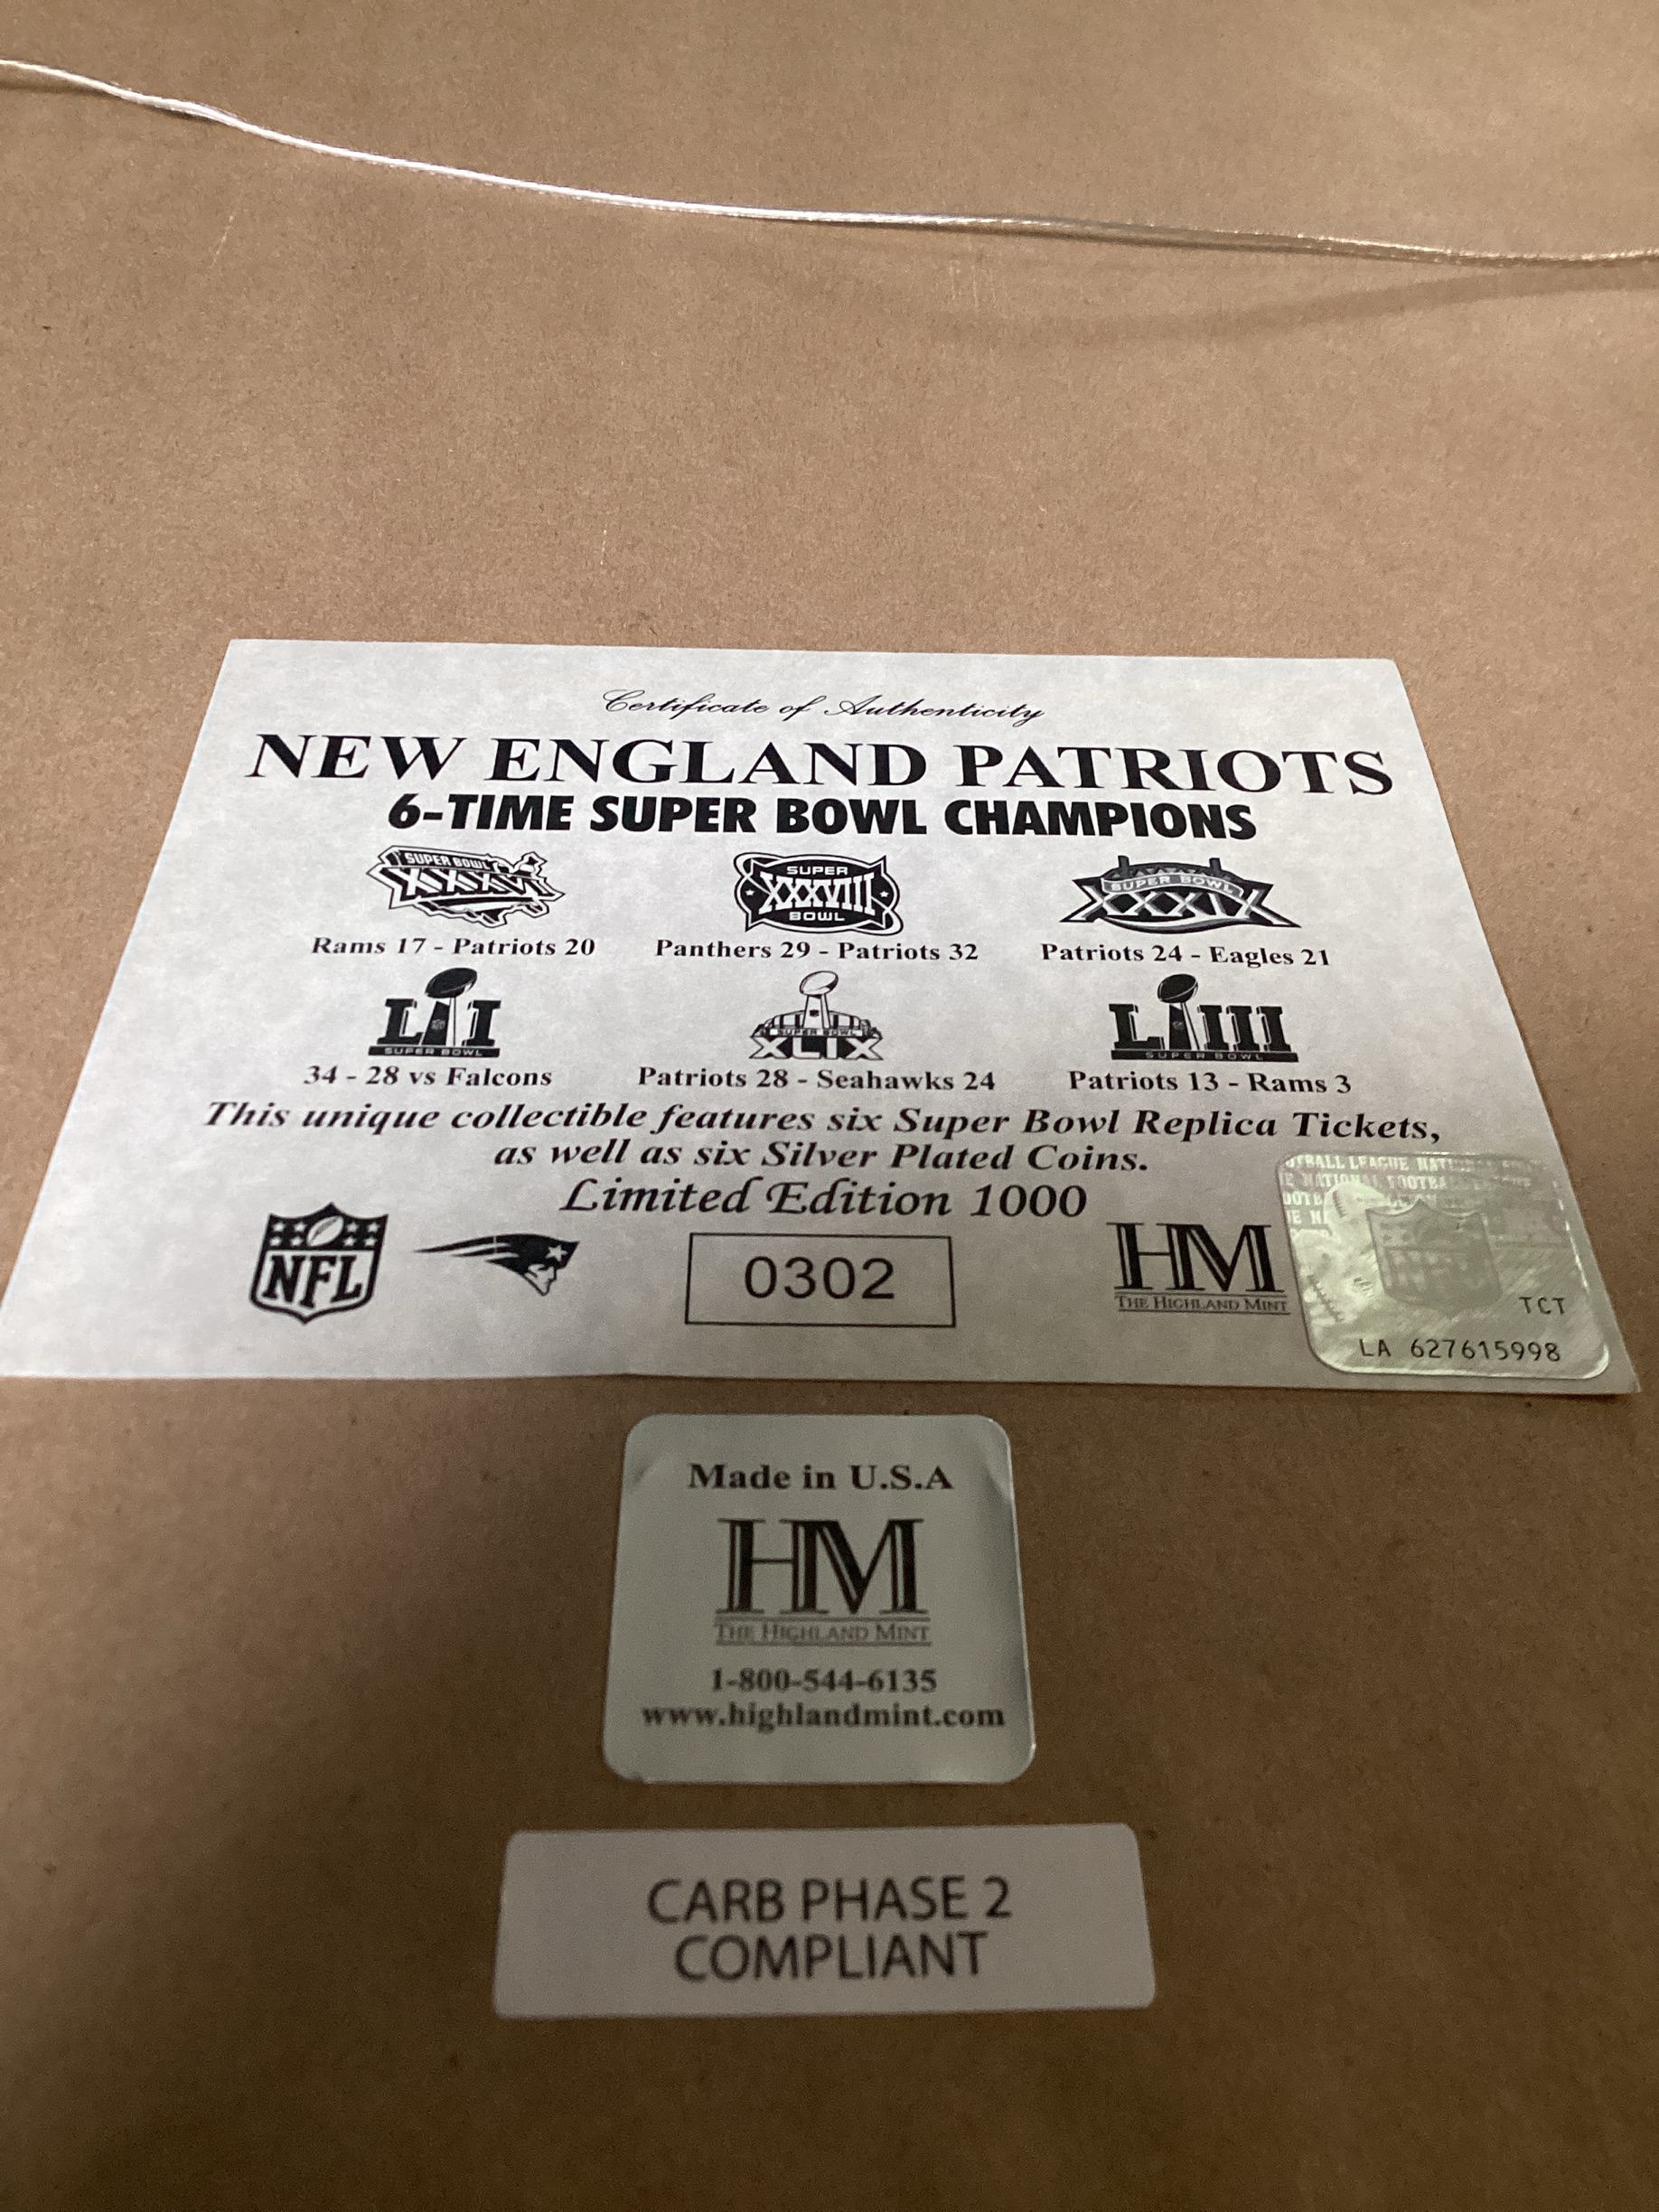 Certificate of Authenticity
NEW ENGLAND PATRIOTS
6-TIME SUPER BOWL CHAMPIONS
SUPER BOWL XXXVI
SUPER XXXVIII BOWL
SUPER BOWL XXXIX
Rams 17 - Patriots 20
Panthers 29 - Patriots 32
Patriots 24 - Eagles 21
LI SUPER BOWL
SUPER BOWL XLIX
LIII SUPER BOWL
34 - 28 vs Falcons
Patriots 28 - Seahawks 24
Patriots 13 - Rams 3
This unique collectible features six Super Bowl Replica Tickets,
as well as six Silver Plated Coins.
Limited Edition 1000
NFL
0302
HM
THE HIGHLAND MINT
TCT
LA 627615998
Made in U.S.A
HM
THE HIGHLAND MINT
1-800-544-6135
www.highlandmint.com
CARB PHASE 2
COMPLIANT